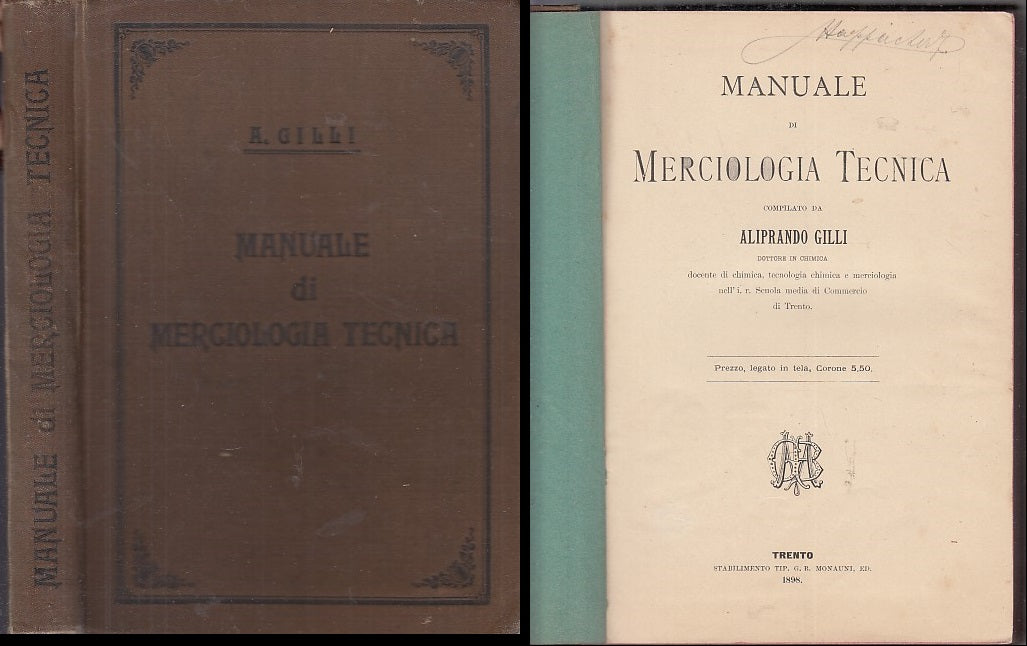 MANUALE di MERCIOLOGIA TECNICA
A. GILLI
MANUALE
di
MERCIOLOGIA TECNICA
MANUALE
DI
MERCIOLOGIA TECNICA
COMPILATO DA
ALIPRANDO GILLI
DOTTORE IN CHIMICA
docente di chimica, tecnologia chimica e merciologia
nell' i. r. Scuola media di Commercio
di Trento.
Prezzo, legato in tela, Corone 5,50.
TRENTO
STABILIMENTO TIP. G. B. MONAUNI, ED.
1898.